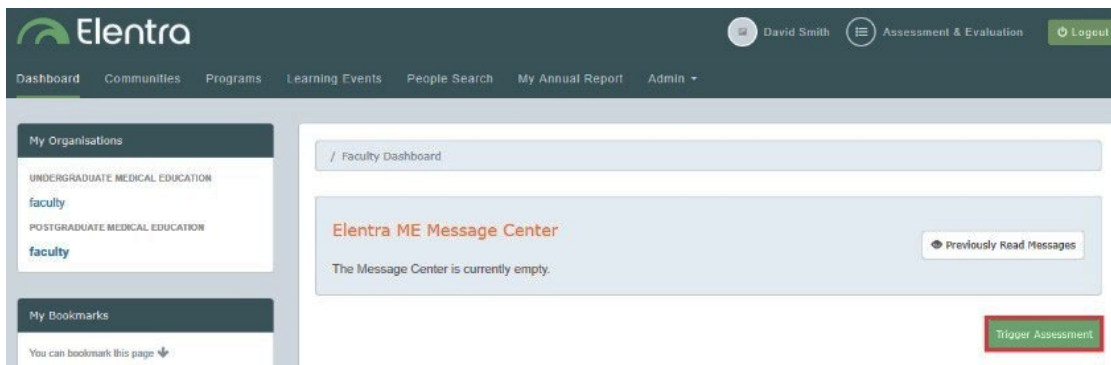 Elentra
David Smith
Assessment & Evaluation
Logout
Dashboard Communities Programs Learning Events People Search My Annual Report Admin
My Organisations
UNDERGRADUATE MEDICAL EDUCATION
faculty
POSTGRADUATE MEDICAL EDUCATION
faculty
My Bookmarks
You can bookmark this page
/ Faculty Dashboard
Elentra ME Message Center
Previously Read Messages
The Message Center is currently empty.
Trigger Assessment